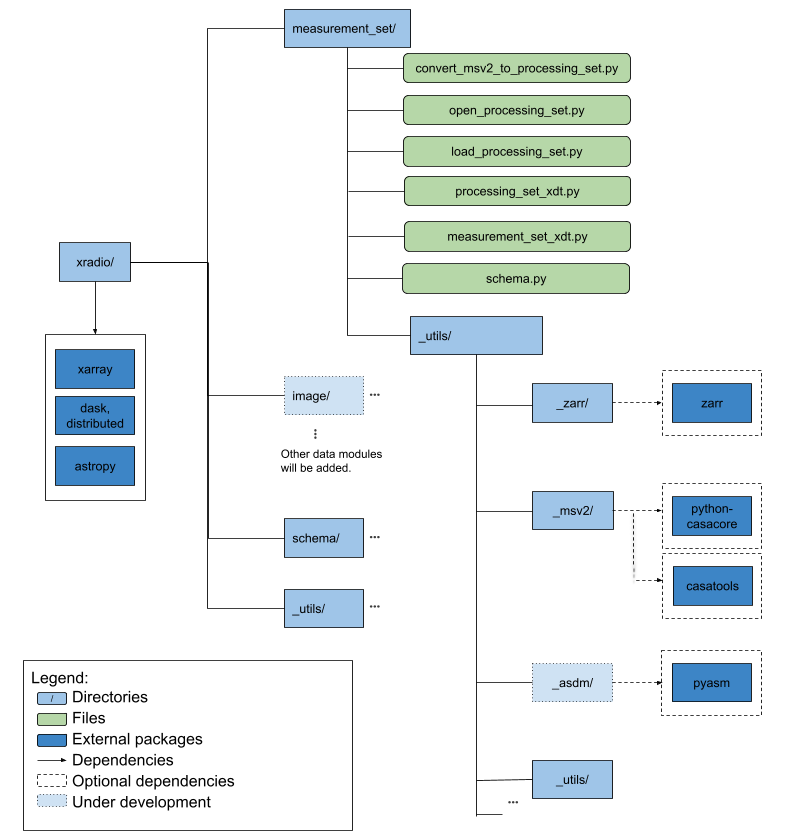 measurement_set/
convert_msv2_to_processing_set.py
open_processing_set.py
load_processing_set.py
processing_set_xdt.py
measurement_set_xdt.py
schema.py
xradio/
xarray
dask,
distributed
astropy
_utils/
image/
...
Other data modules
will be added.
_zarr/
zarr
_msv2/
python-
casacore
casatools
schema/
...
_utils/
...
_asdm/
pyasm
_utils/
...
Legend:
/ Directories
Files
External packages
Dependencies
Optional dependencies
Under development